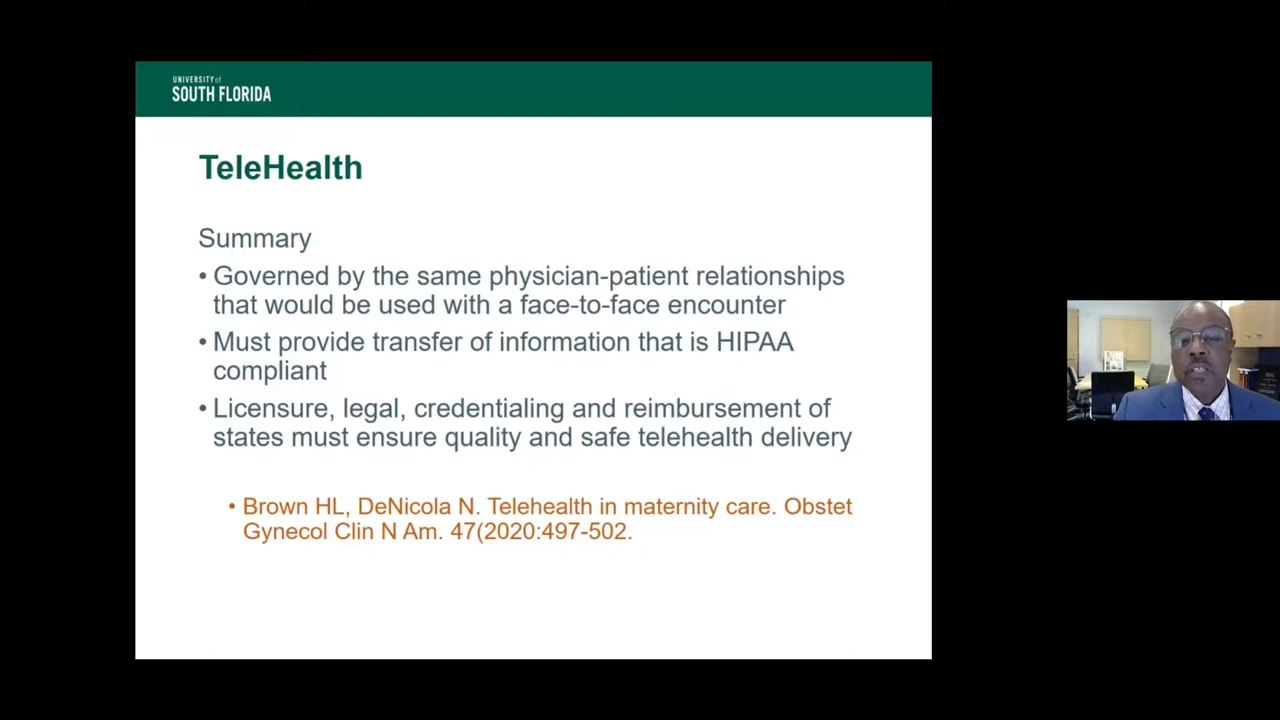 UNIVERSITY of
SOUTH FLORIDA
TeleHealth
Summary
• Governed by the same physician-patient relationships
that would be used with a face-to-face encounter
• Must provide transfer of information that is HIPAA
compliant
• Licensure, legal, credentialing and reimbursement of
states must ensure quality and safe telehealth delivery
• Brown HL, DeNicola N. Telehealth in maternity care. Obstet
Gynecol Clin N Am. 47(2020:497-502.